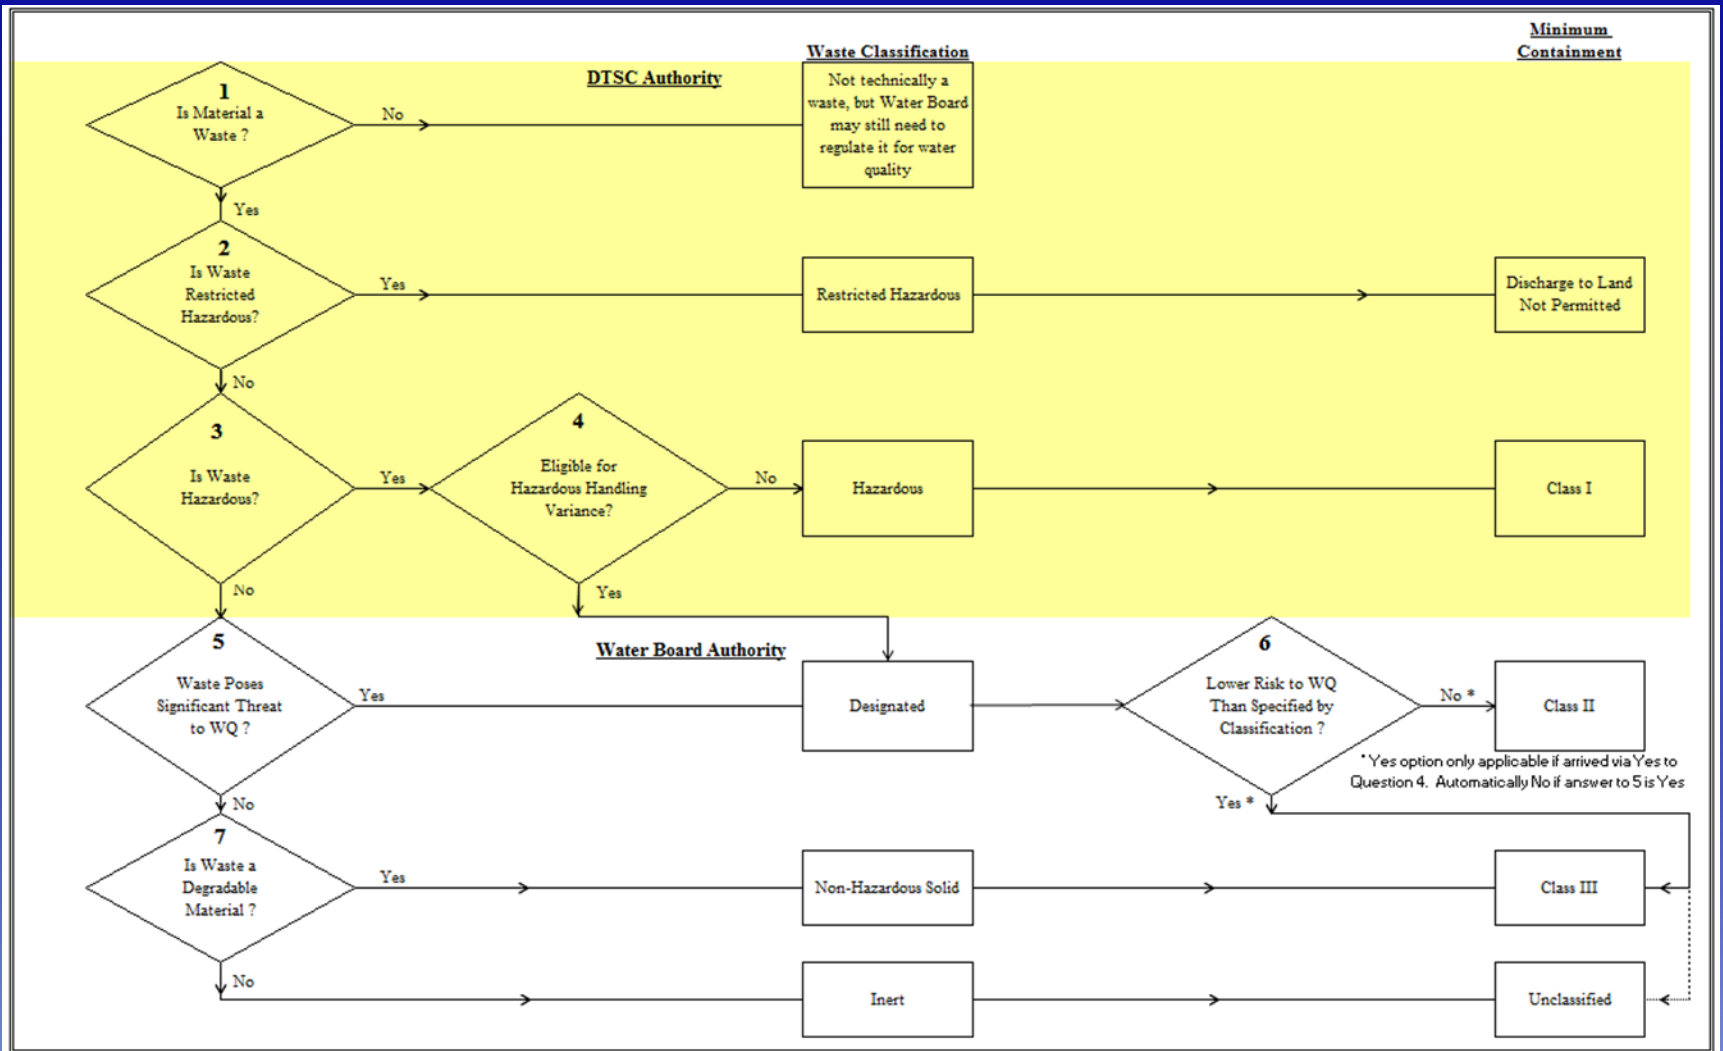 Waste Classification
Minimum
Containment
DTSC Authority
1
Is Material a
Waste ?
No
Not technically a
waste, but Water Board
may still need to
regulate it for water
quality
Yes
2
Is Waste
Restricted
Hazardous?
Yes
Restricted Hazardous
Discharge to Land
Not Permitted
No
3
Is Waste
Hazardous?
Yes
4
Eligible for
Hazardous Handling
Variance?
No
Hazardous
Class I
No
Yes
Water Board Authority
5
Waste Poses
Significant Threat
to WQ ?
Yes
Designated
6
Lower Risk to WQ
Than Specified by
Classification ?
No *
Class II
* Yes option only applicable if arrived via Yes to
Question 4. Automatically No if answer to 5 is Yes
No
Yes *
7
Is Waste a
Degradable
Material ?
Yes
Non-Hazardous Solid
Class III
No
Inert
Unclassified